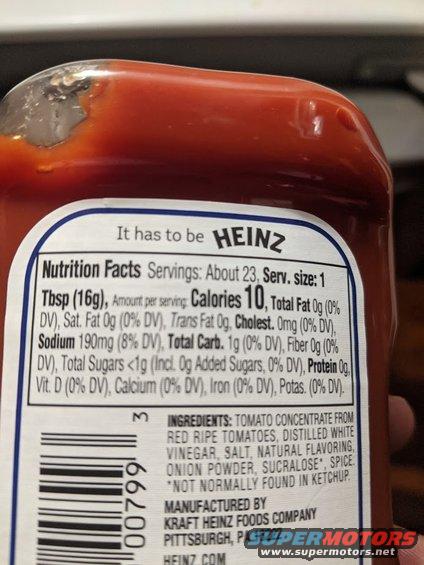 It has to be HEINZ
Nutrition Facts Servings: About 23, Serv. size: 1
Tbsp (16g), Amount per serving: Calories 10, Total Fat 0g (0%
DV), Sat. Fat 0g (0% DV), Trans Fat 0g, Cholest. 0mg (0% DV),
Sodium 190mg (8% DV), Total Carb. 1g (0% DV), Fiber 0g (0%
DV), Total Sugars <1g (Incl. 0g Added Sugars, 0% DV), Protein 0g,
Vit. D (0% DV), Calcium (0% DV), Iron (0% DV), Potas. (0% DV).
INGREDIENTS: TOMATO CONCENTRATE FROM
RED RIPE TOMATOES, DISTILLED WHITE
VINEGAR, SALT, NATURAL FLAVORING,
ONION POWDER, SUCRALOSE*, SPICE.
*NOT NORMALLY FOUND IN KETCHUP.
MANUFACTURED BY
KRAFT HEINZ FOODS COMPANY
PITTSBURGH,
HEINZ.COM
3
00799
SUPERMOTORS
www.supermotors.net